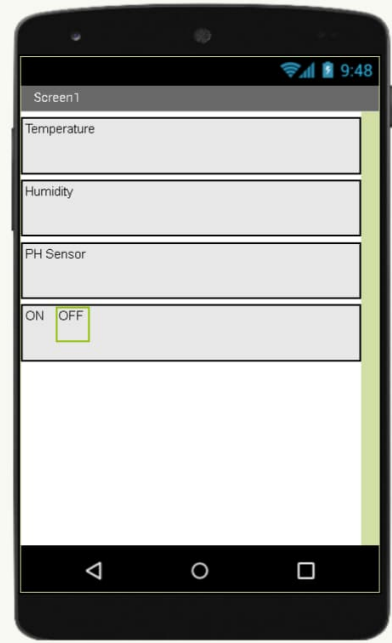 9:48
Screen1
Temperature
Humidity
PH Sensor
ON OFF